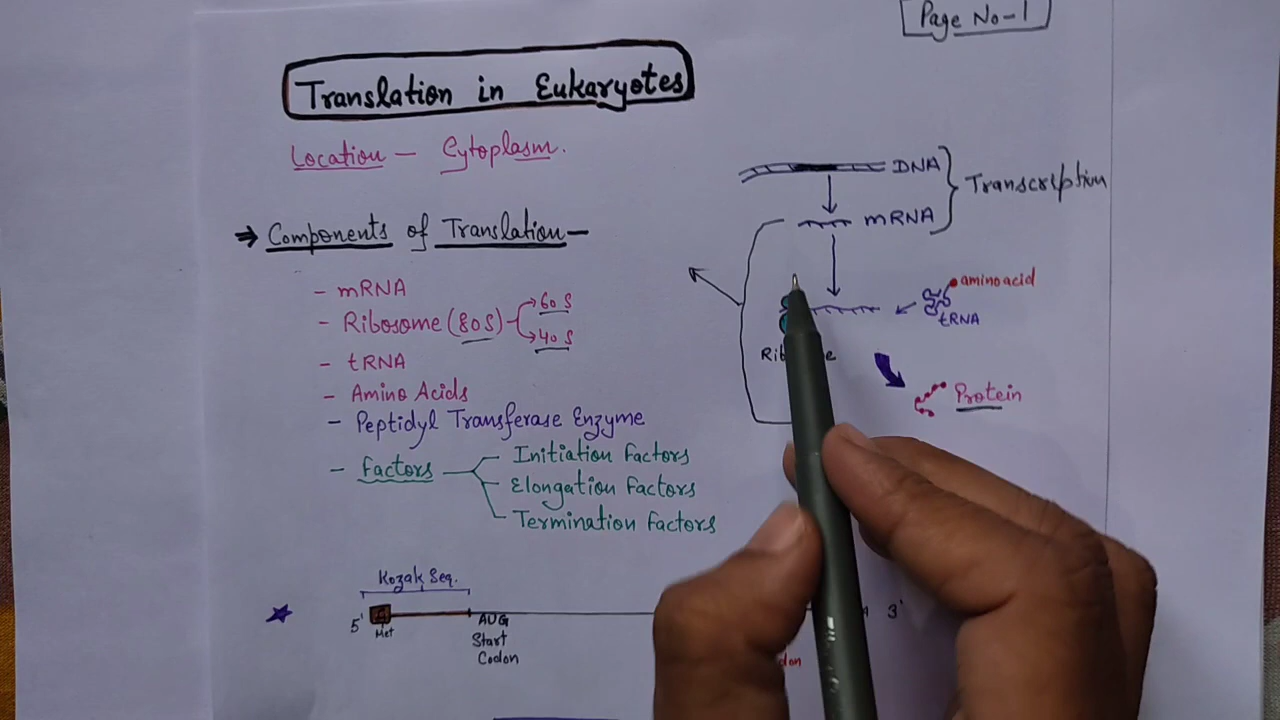 Page No-1
Translation in Eukaryotes
Location - Cytoplasm.
DNA
Transcription
mRNA
⇒ Components of Translation -
- mRNA
- Ribosome (80S)
60 S
40 S
- tRNA
- Amino Acids
- Peptidyl Transferase Enzyme
- factors
Initiation factors
Elongation factors
Termination factors
aminoacid
tRNA
Protein
Kozak Seq.
5'
Met
AUG
Start
Codon
3'